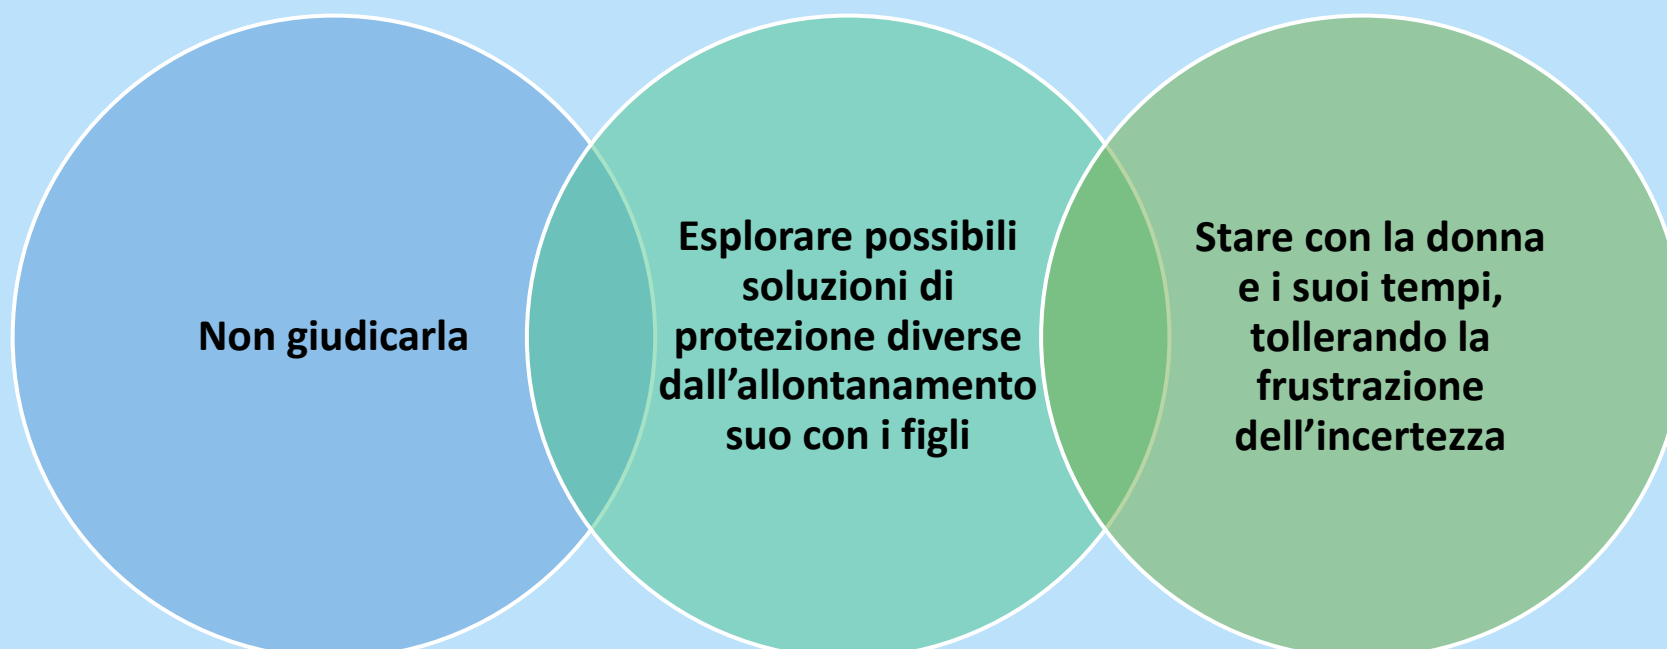 Non giudicarla
Esplorare possibili
soluzioni di
protezione diverse
dall’allontanamento
suo con i figli
Stare con la donna
e i suoi tempi,
tollerando la
frustrazione
dell’incertezza